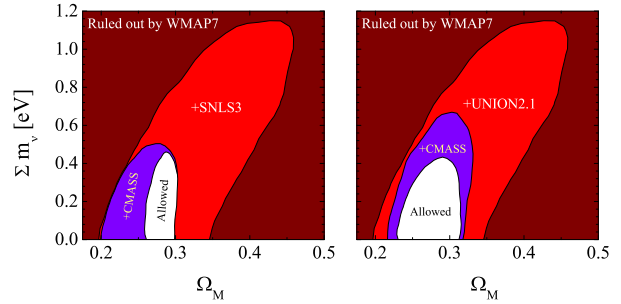 Ruled out by WMAP7
+SNLS3
+CMASS
Allowed
Σ mᵥ [eV]
1.2
1.0
0.8
0.6
0.4
0.2
0.0
0.2 0.3 0.4 0.5
Ω_M
Ruled out by WMAP7
+UNION2.1
+CMASS
Allowed
0.2 0.3 0.4 0.5
Ω_M